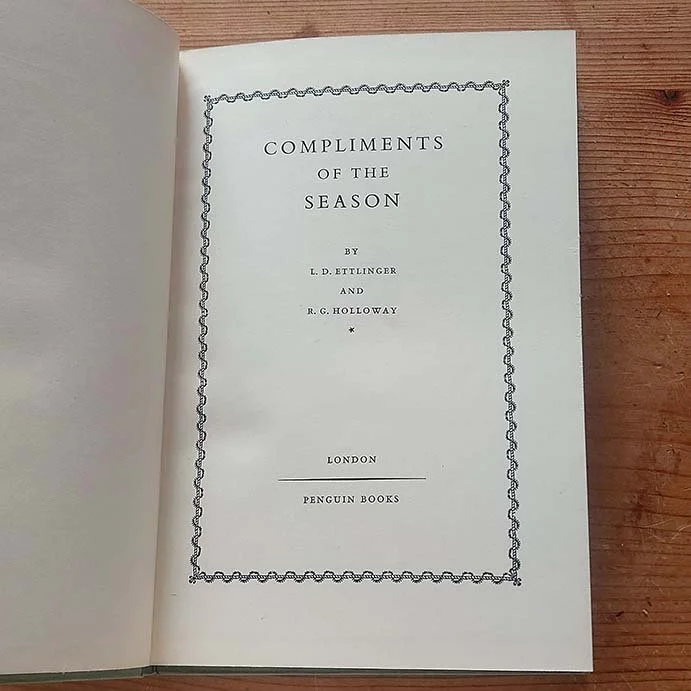 COMPLIMENTS
OF THE
SEASON
BY
L. D. ETTLINGER
AND
R. G. HOLLOWAY
*
LONDON
PENGUIN BOOKS